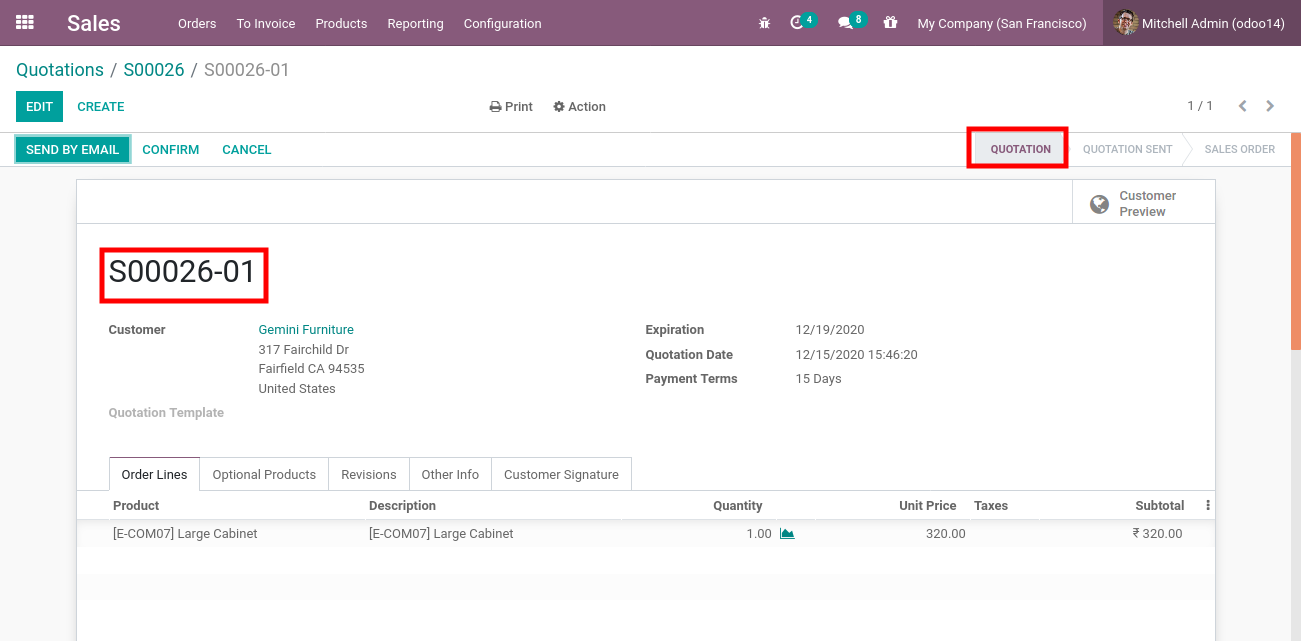 Sales Orders To Invoice Products Reporting Configuration 4 8 My Company (San Francisco) Mitchell Admin (odoo14)
Quotations / S00026 / S00026-01
EDIT CREATE Print Action 1 / 1
SEND BY EMAIL CONFIRM CANCEL QUOTATION QUOTATION SENT SALES ORDER
Customer
Preview
S00026-01
Customer Gemini Furniture Expiration 12/19/2020
317 Fairchild Dr
Quotation Date 12/15/2020 15:46:20
Fairfield CA 94535
Payment Terms 15 Days
United States
Quotation Template
Order Lines Optional Products Revisions Other Info Customer Signature
Product Description Quantity Unit Price Taxes Subtotal
[E-COM07] Large Cabinet [E-COM07] Large Cabinet 1.00 320.00 ₹ 320.00